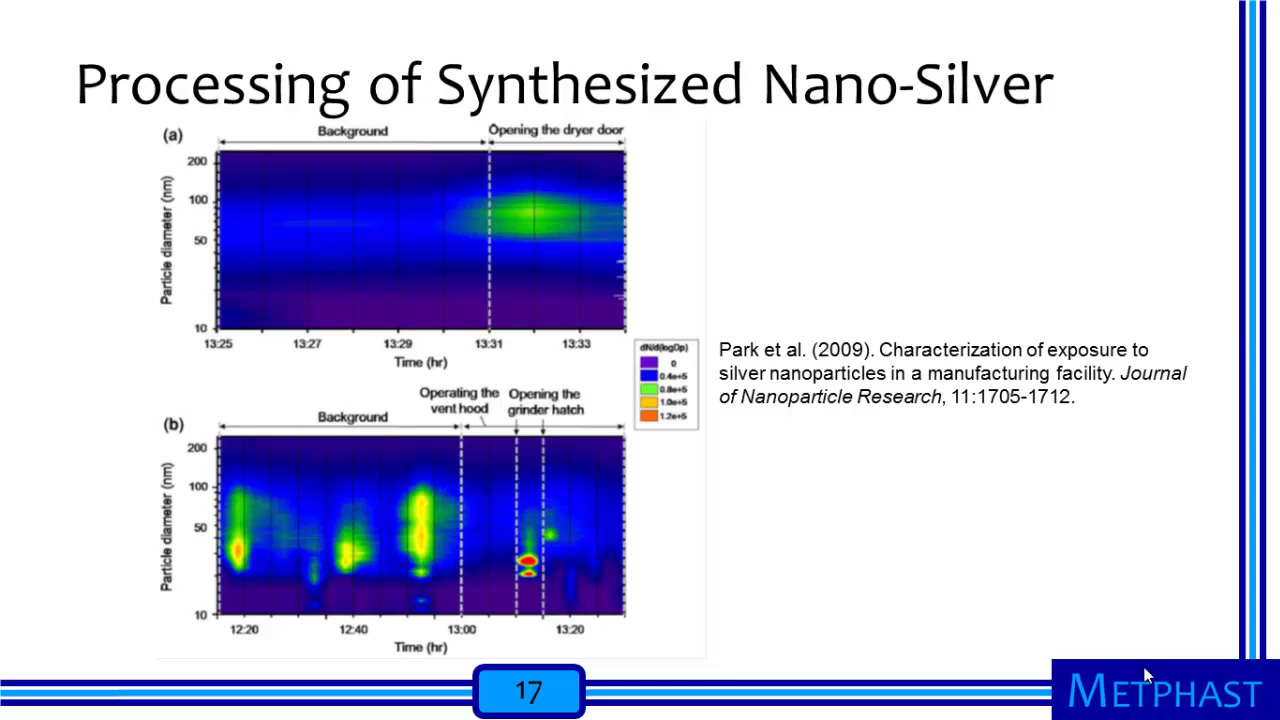 Processing of Synthesized Nano-Silver
(a)
Background
Opening the dryer door
Particle diameter (nm)
200
100
50
10
13:25 13:27 13:29 13:31 13:33
Time (hr)
dN/d(logDp)
0
0.4e+5
0.8e+5
1.0e+5
1.2e+5
Park et al. (2009). Characterization of exposure to
silver nanoparticles in a manufacturing facility. Journal
of Nanoparticle Research, 11:1705-1712.
(b)
Background
Operating the
vent hood
Opening the
grinder hatch
Particle diameter (nm)
200
100
50
10
12:20 12:40 13:00 13:20
Time (hr)
17
METPHAST